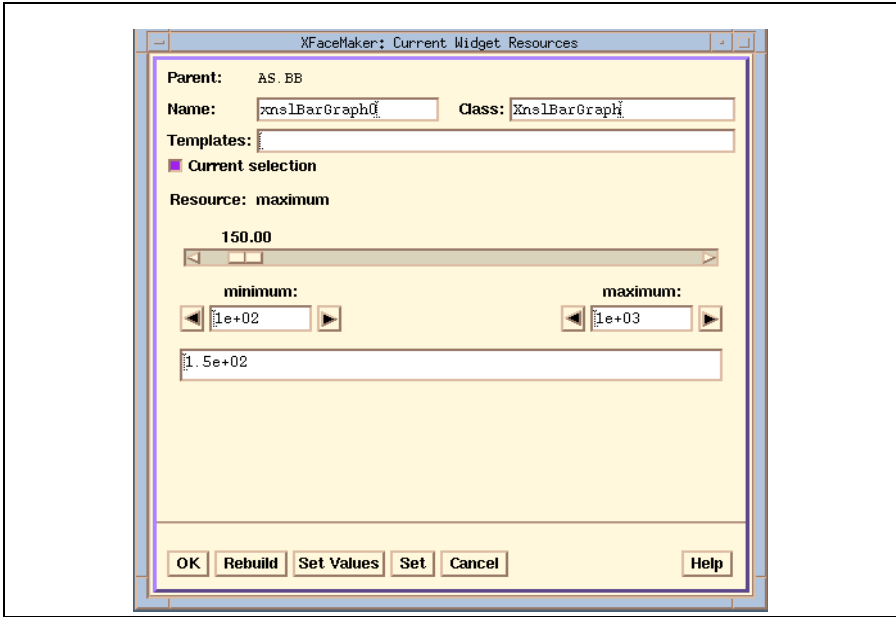 XFaceMaker: Current Widget Resources
Parent: AS.BB
Name: xnslBarGraph0 Class: XnslBarGraph
Templates:
Current selection
Resource: maximum
150.00
minimum: maximum:
1e+02 1e+03
1.5e+02
OK Rebuild Set Values Set Cancel Help